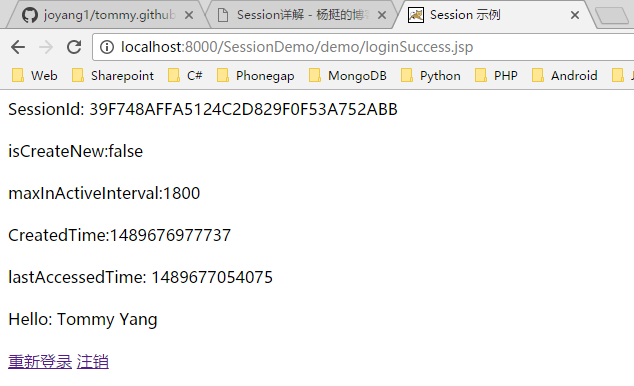 joyang1/tommy.github
Session详解 - 杨挺的博
Session 示例
localhost:8000/SessionDemo/demo/loginSuccess.jsp
Web Sharepoint C# Phonegap MongoDB Python PHP Android
SessionId: 39F748AFFA5124C2D829F0F53A752ABB
isCreateNew:false
maxInActiveInterval:1800
CreatedTime:1489676977737
lastAccessedTime: 1489677054075
Hello: Tommy Yang
重新登录 注销